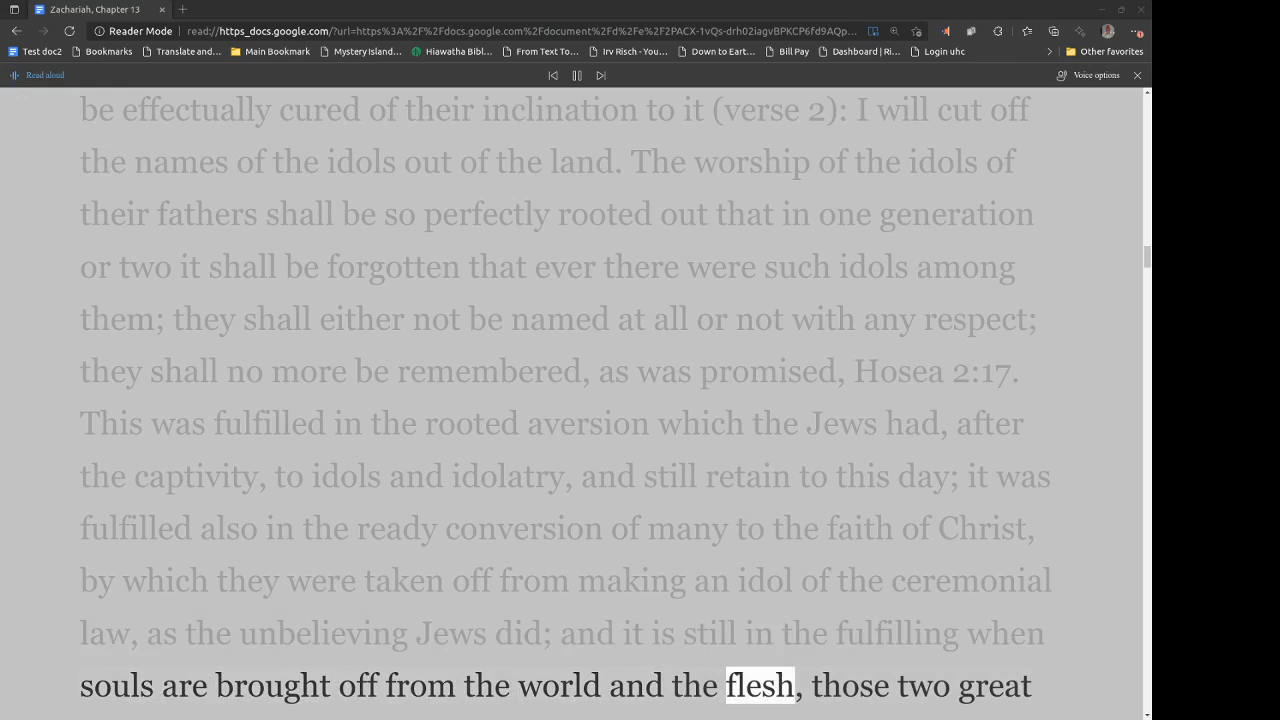 Zachariah, Chapter 13
Reader Mode read://https_docs.google.com/?url=https%3A%2F%2Fdocs.google.com%2Fdocument%2Fd%2Fe%2F2PACX-1vQs-drh02iagvBPKCP6fd9AQp...
Test doc2 Bookmarks Translate and... Main Bookmark Mystery Island... Hiawatha Bibl... From Text To... Irv Risch - You... Down to Eart... Bill Pay Dashboard | Ri... Login uhc Other favorites
Read aloud Voice options
be effectually cured of their inclination to it (verse 2): I will cut off
the names of the idols out of the land. The worship of the idols of
their fathers shall be so perfectly rooted out that in one generation
or two it shall be forgotten that ever there were such idols among
them; they shall either not be named at all or not with any respect;
they shall no more be remembered, as was promised, Hosea 2:17.
This was fulfilled in the rooted aversion which the Jews had, after
the captivity, to idols and idolatry, and still retain to this day; it was
fulfilled also in the ready conversion of many to the faith of Christ,
by which they were taken off from making an idol of the ceremonial
law, as the unbelieving Jews did; and it is still in the fulfilling when
souls are brought off from the world and the flesh, those two great